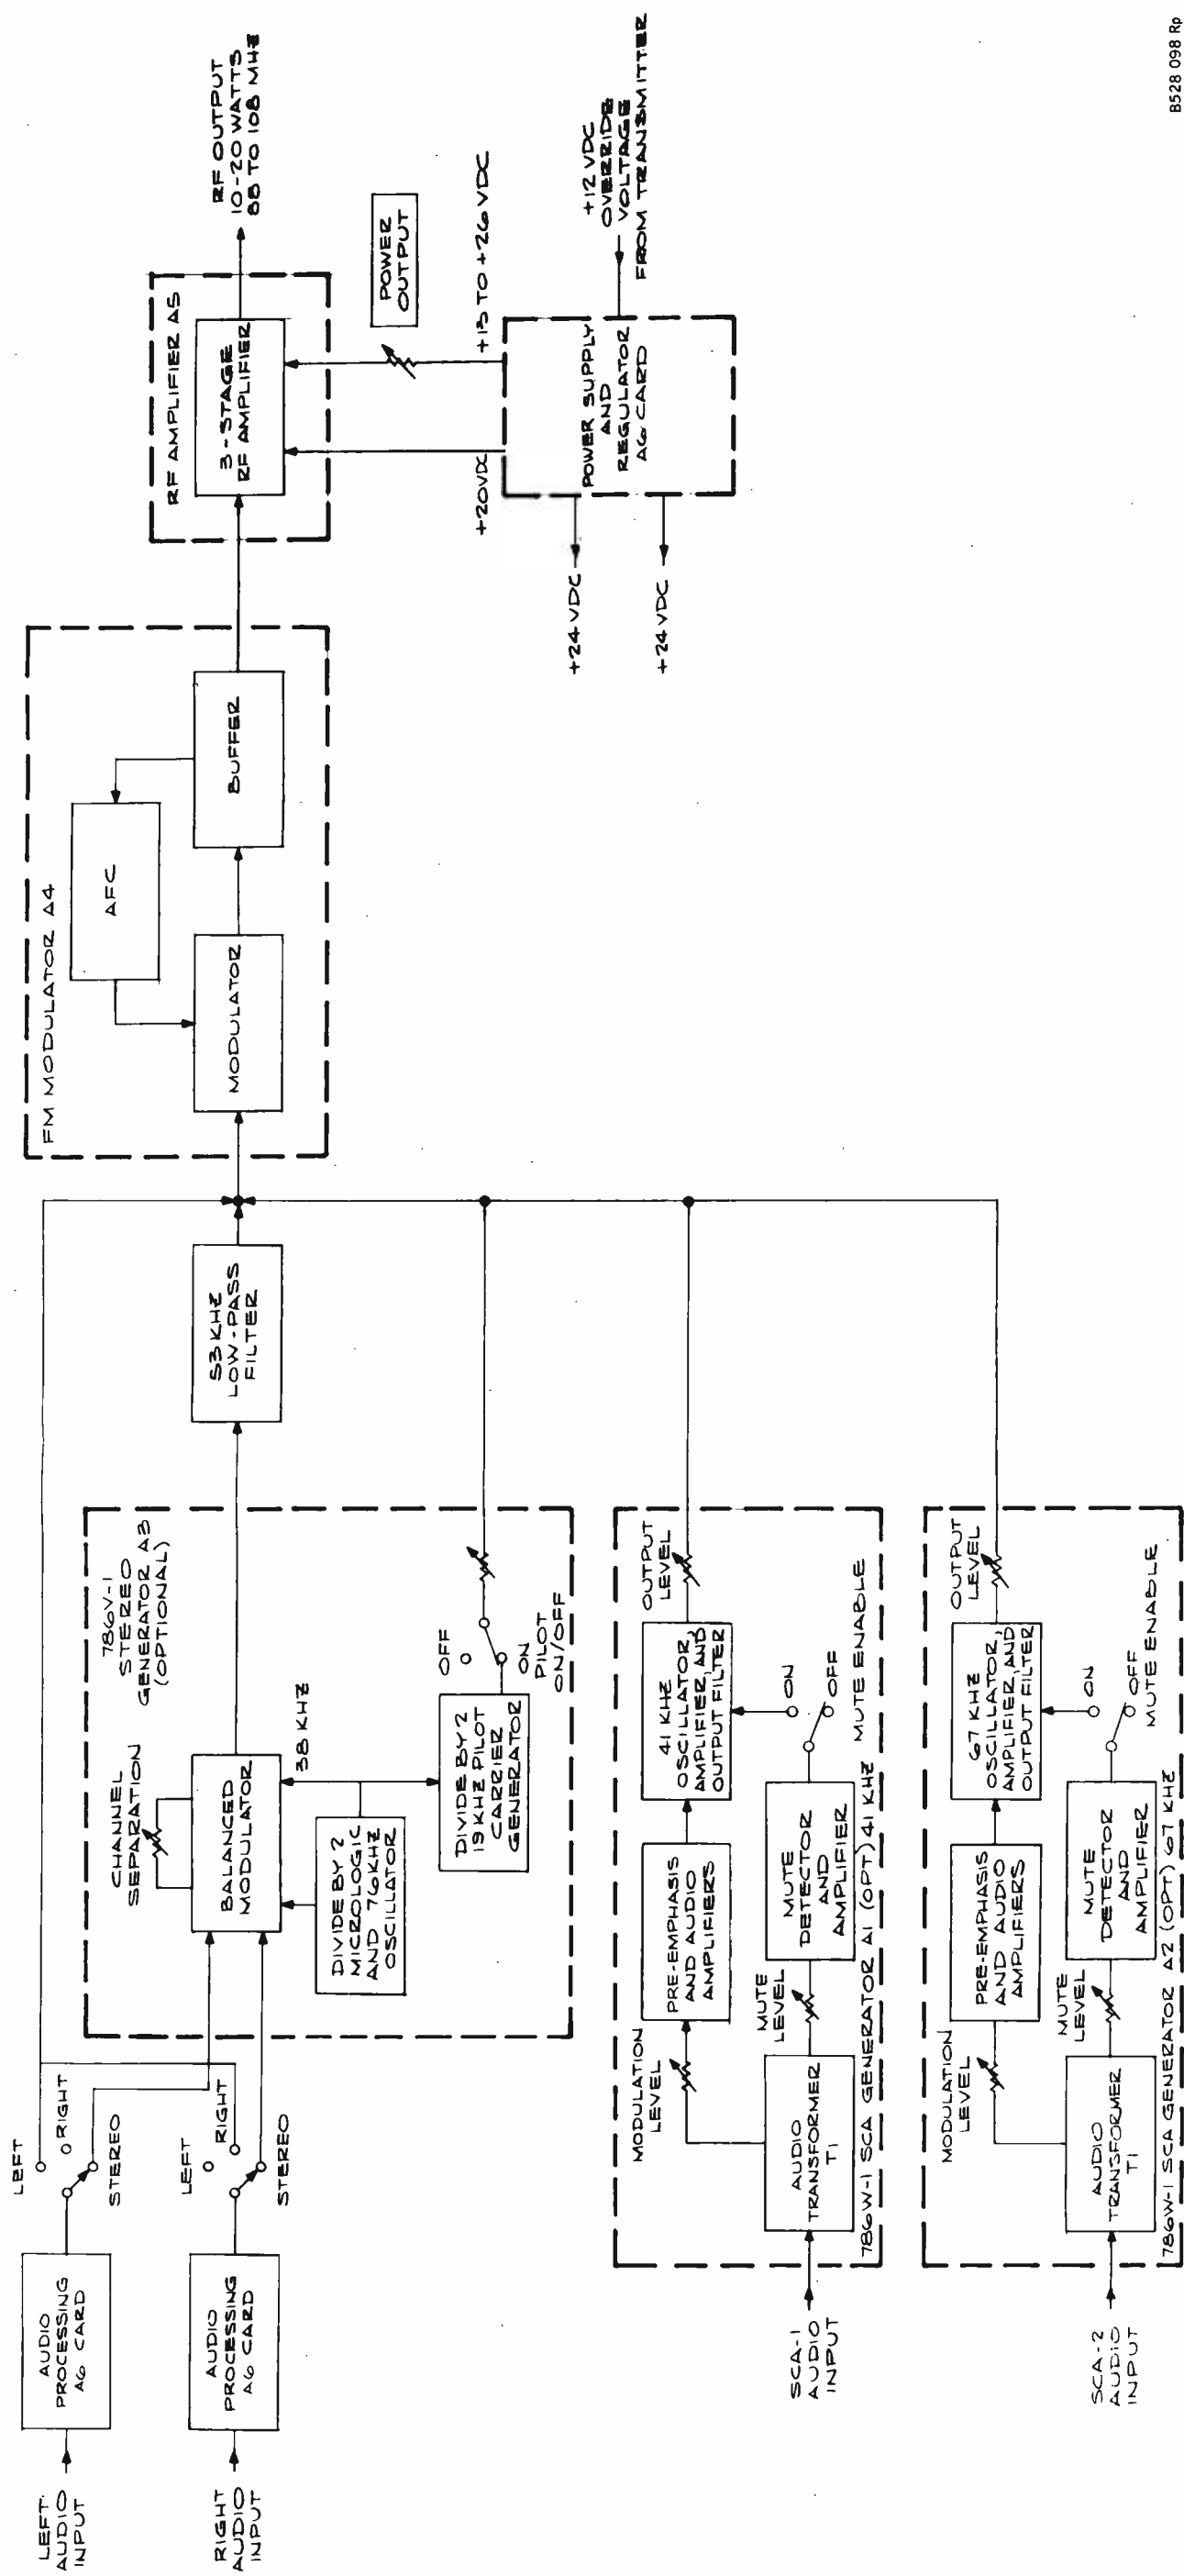 LEFT
AUDIO
INPUT
AUDIO
PROCESSING
A6 CARD
LEFT
RIGHT
STEREO
RIGHT
AUDIO
INPUT
AUDIO
PROCESSING
A6 CARD
LEFT
RIGHT
STEREO
786V-1
STEREO
GENERATOR A3
(OPTIONAL)
CHANNEL
SEPARATION
BALANCED
MODULATOR
38 KHZ
DIVIDE BY 2
MICROLOGIC
AND 76KHZ
OSCILLATOR
DIVIDE BY 2
19 KHZ PILOT
CARRIER
GENERATOR
OFF
ON
PILOT
ON/OFF
53 KHZ
LOW-PASS
FILTER
FM MODULATOR A4
AFC
MODULATOR
BUFFER
RF AMPLIFIER A5
3-STAGE
RF AMPLIFIER
RF OUTPUT
10-20 WATTS
88 TO 108 MHZ
POWER
OUTPUT
+20VDC
+13 TO +26 VDC
POWER SUPPLY
AND
REGULATOR
A6 CARD
+24 VDC
+24 VDC
+12 VDC
OVERRIDE
VOLTAGE
FROM TRANSMITTER
SCA-1
AUDIO
INPUT
AUDIO
TRANSFORMER
T1
MODULATION
LEVEL
MUTE
LEVEL
PRE-EMPHASIS
AND AUDIO
AMPLIFIERS
MUTE
DETECTOR
AND
AMPLIFIER
41 KHZ
OSCILLATOR,
AMPLIFIER, AND
OUTPUT FILTER
OUTPUT
LEVEL
ON
OFF
MUTE ENABLE
786W-1 SCA GENERATOR A1 (OPT) 41 KHZ
SCA-2
AUDIO
INPUT
AUDIO
TRANSFORMER
T1
MODULATION
LEVEL
MUTE
LEVEL
PRE-EMPHASIS
AND AUDIO
AMPLIFIERS
MUTE
DETECTOR
AND
AMPLIFIER
67 KHZ
OSCILLATOR,
AMPLIFIER, AND
OUTPUT FILTER
OUTPUT
LEVEL
ON
OFF
MUTE ENABLE
786W-1 SCA GENERATOR A2 (OPT) 67 KHZ
B528 098 Rp